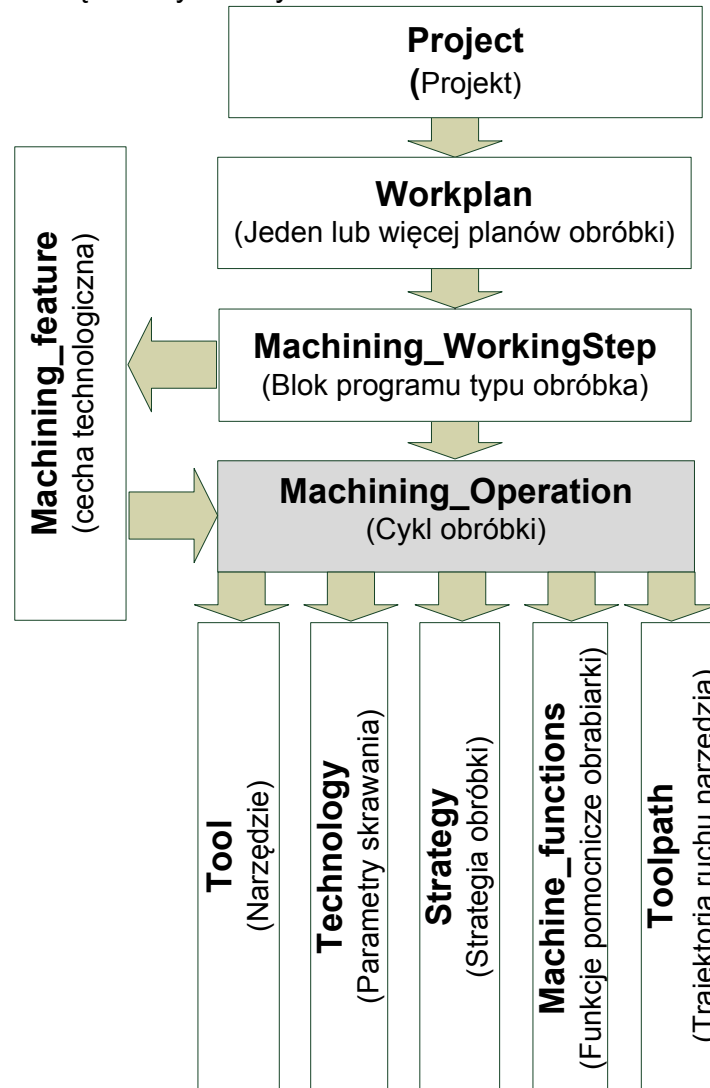 Project
(Projekt)
Workplan
(Jeden lub więcej planów obróbki)
Machining_feature
(cecha technologiczna)
Machining_WorkingStep
(Blok programu typu obróbka)
Machining_Operation
(Cykl obróbki)
Tool
(Narzędzie)
Technology
(Parametry skrawania)
Strategy
(Strategia obróbki)
Machine_functions
(Funkcje pomocnicze obrabiarki)
Toolpath
(Trajektoria ruchu narzędzia)